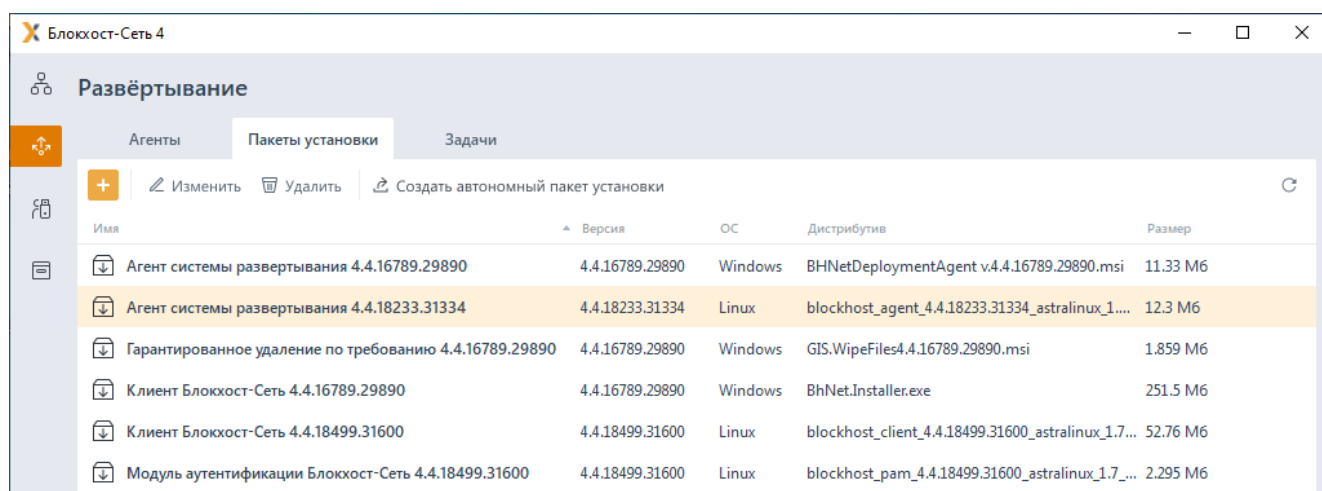 Блокхост-Сеть 4
Развёртывание
Агенты Пакеты установки Задачи
+ Изменить Удалить Создать автономный пакет установки
Имя Версия ОС Дистрибутив Размер
Агент системы развертывания 4.4.16789.29890 4.4.16789.29890 Windows BHNetDeploymentAgent v.4.4.16789.29890.msi 11.33 Мб
Агент системы развертывания 4.4.18233.31334 4.4.18233.31334 Linux blockhost_agent_4.4.18233.31334_astralinux_1.... 12.3 Мб
Гарантированное удаление по требованию 4.4.16789.29890 4.4.16789.29890 Windows GIS.WipeFiles4.4.16789.29890.msi 1.859 Мб
Клиент Блокхост-Сеть 4.4.16789.29890 4.4.16789.29890 Windows BhNet.Installer.exe 251.5 Мб
Клиент Блокхост-Сеть 4.4.18499.31600 4.4.18499.31600 Linux blockhost_client_4.4.18499.31600_astralinux_1.7... 52.76 Мб
Модуль аутентификации Блокхост-Сеть 4.4.18499.31600 4.4.18499.31600 Linux blockhost_pam_4.4.18499.31600_astralinux_1.7_... 2.295 Мб